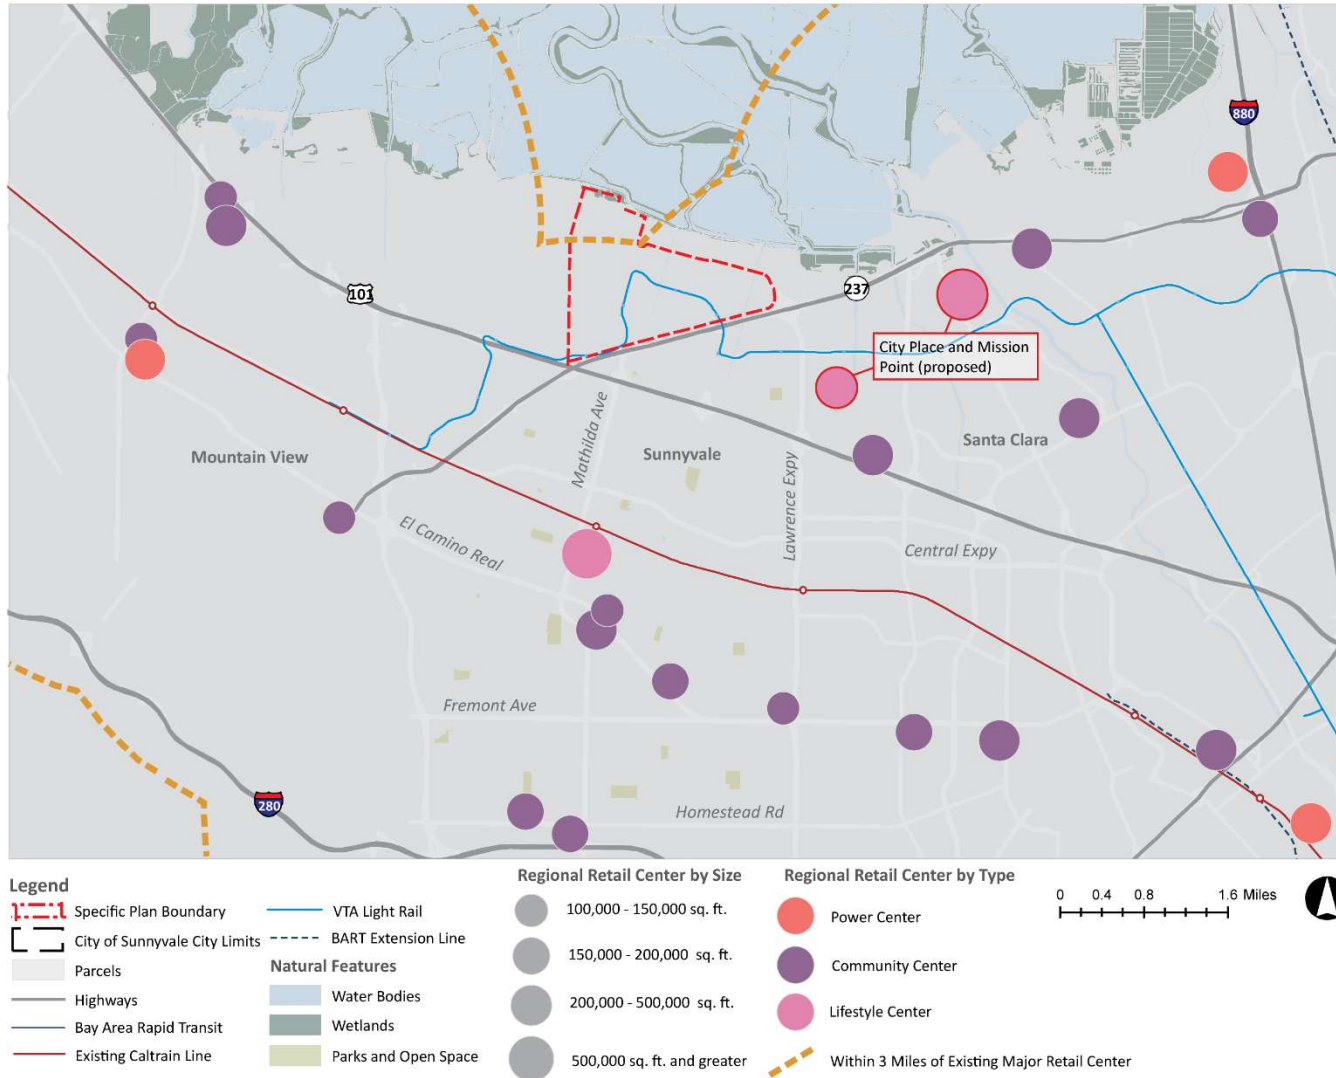 880
101
237
City Place and Mission
Point (proposed)
Mountain View
Mathilda Ave
Sunnyvale
Lawrence Expy
Santa Clara
El Camino Real
Central Expy
Fremont Ave
280
Homestead Rd
Legend
Specific Plan Boundary
City of Sunnyvale City Limits
Parcels
Highways
Bay Area Rapid Transit
Existing Caltrain Line
VTA Light Rail
BART Extension Line
Natural Features
Water Bodies
Wetlands
Parks and Open Space
Regional Retail Center by Size
100,000 - 150,000 sq. ft.
150,000 - 200,000 sq. ft.
200,000 - 500,000 sq. ft.
500,000 sq. ft. and greater
Regional Retail Center by Type
Power Center
Community Center
Lifestyle Center
Within 3 Miles of Existing Major Retail Center
0 0.4 0.8 1.6 Miles